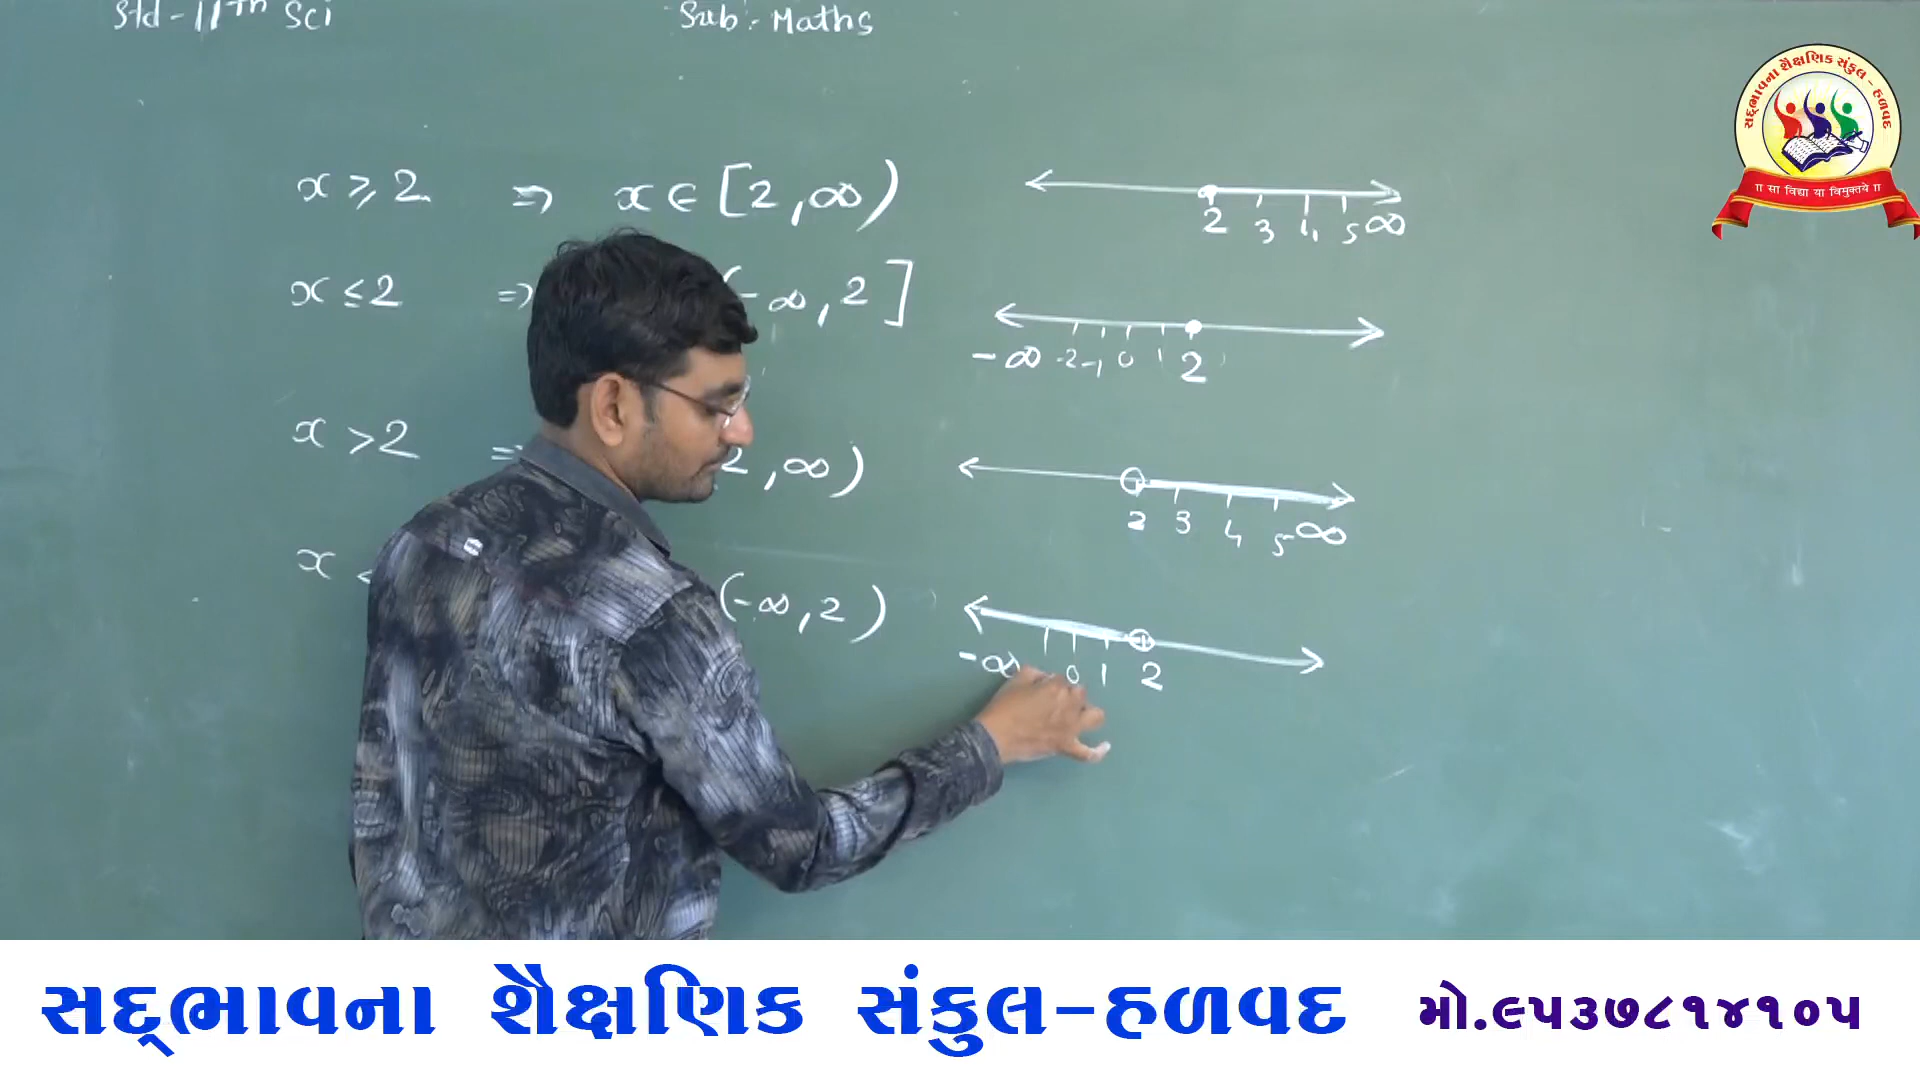 Std - 11th Sci Sub :- Maths
x ≥ 2 ⇒ x ∈ [2, ∞) 2 3 4 5 ∞
x ≤ 2 ⇒ (-∞, 2] -∞ -2 -1 0 1 2
x > 2 2, ∞) 2 3 4 5 ∞
x < (-∞, 2) -∞ 0 1 2
સદ્ભાવના શૈક્ષણિક સંકુલ - હળવદ
॥ सा विद्या या विमुक्तये ॥
સદ્ભાવના શૈક્ષણિક સંકુલ-હળવદ મો.૯૫૩૭૮૧૪૧૦૫